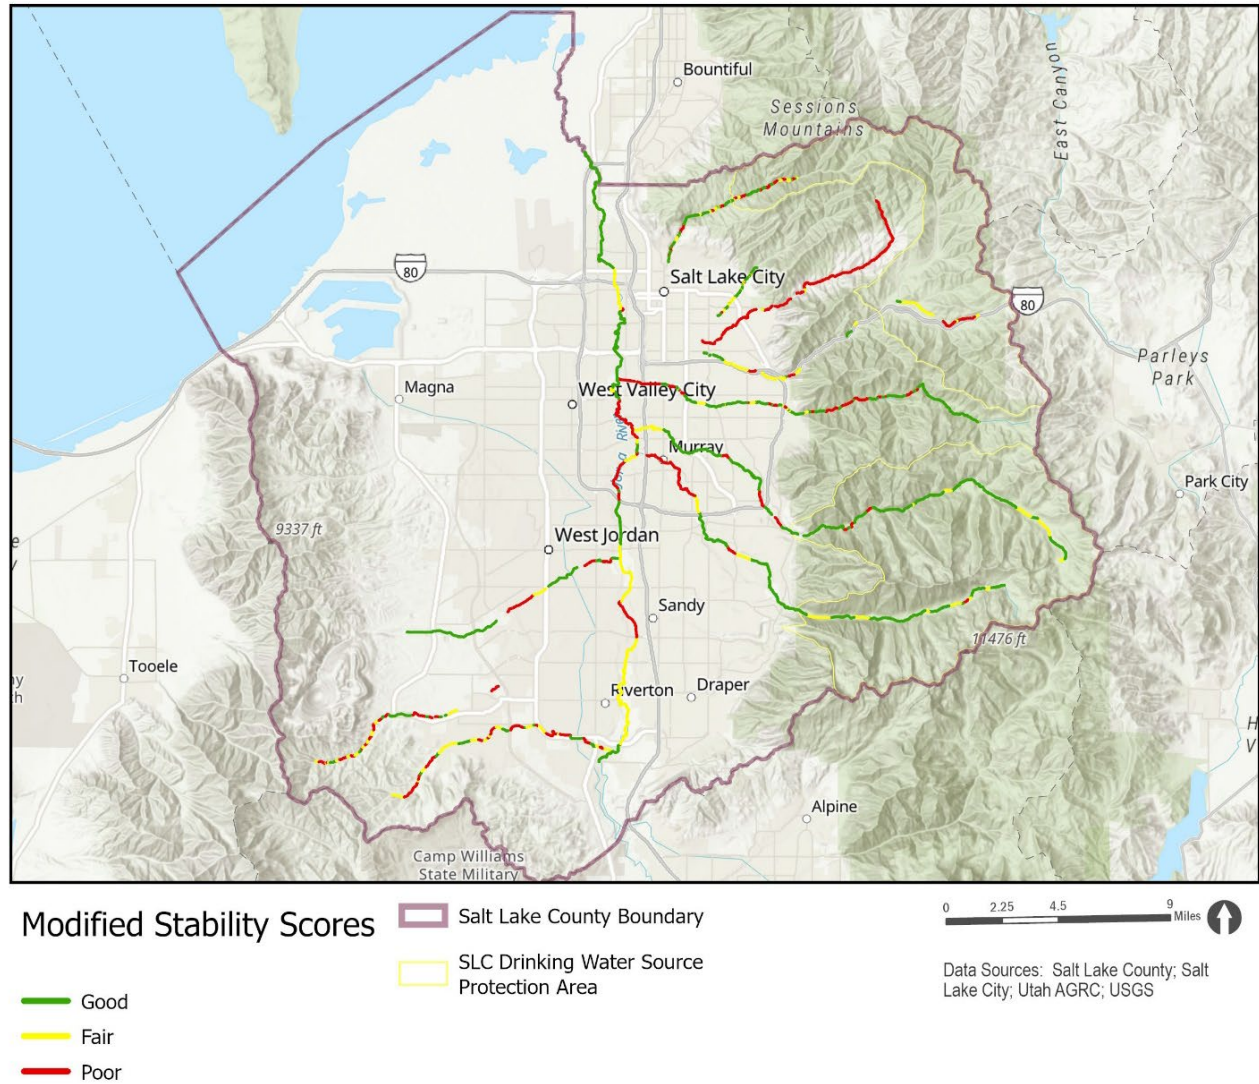 Bountiful
Sessions
Mountains
East Canyon
80
Salt Lake City
80
Parleys
Park
Magna
West Valley City
Murray
Park City
9337 ft
West Jordan
Sandy
11476 ft
Tooele
Riverton
Draper
Alpine
Camp Williams
State Military
Modified Stability Scores
Good
Fair
Poor
Salt Lake County Boundary
SLC Drinking Water Source
Protection Area
0 2.25 4.5 9
Miles
Data Sources: Salt Lake County; Salt
Lake City; Utah AGRC; USGS